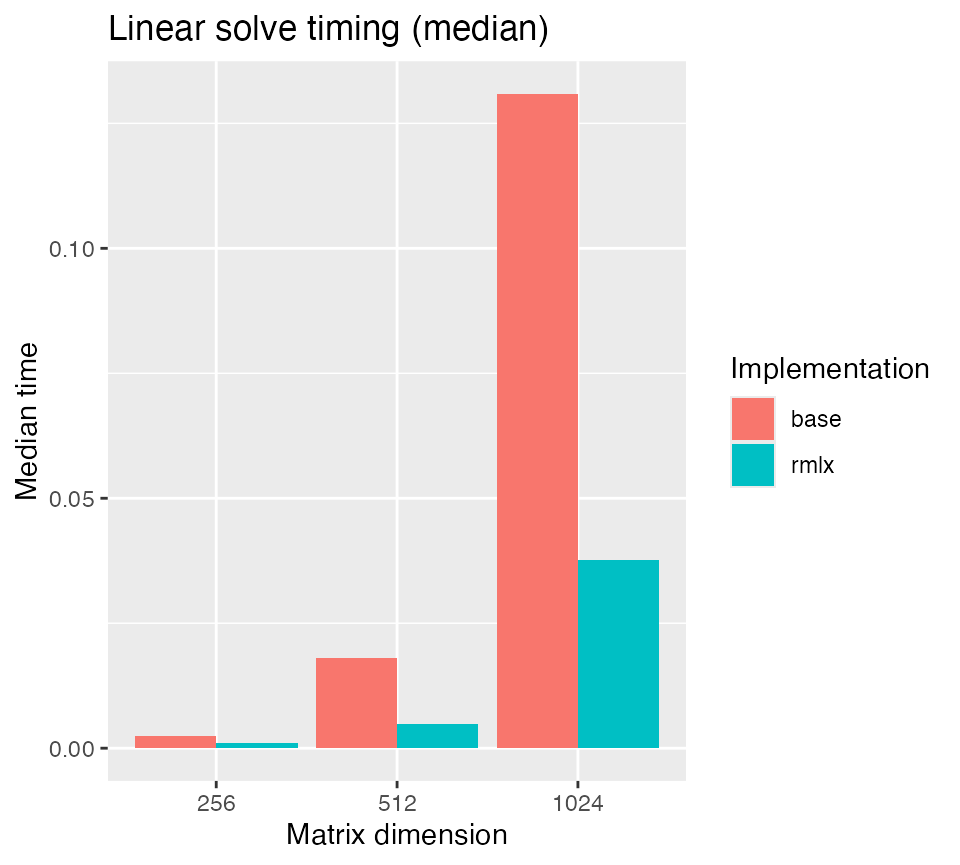 Linear solve timing (median)
Median time
0.10
0.05
0.00
256 512 1024
Matrix dimension
Implementation
base
rmlx